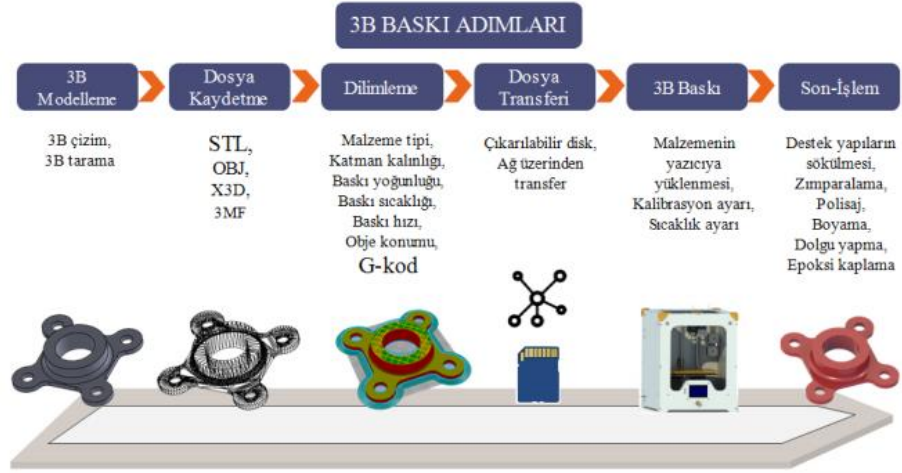 3B BASKI ADIMLARI
3B
Modelleme
Dosya
Kaydetme
Dilimleme
Dosya
Transferi
3B Baskı
Son-İşlem
3B çizim,
3B tarama
STL,
OBJ,
X3D,
3MF
Malzeme tipi,
Katman kalınlığı,
Baskı yoğunluğu,
Baskı sıcaklığı,
Baskı hızı,
Obje konumu,
G-kod
Çıkarılabilir disk,
Ağ üzerinden
transfer
Malzemenin
yazıcıya
yüklenmesi,
Kalibrasyon ayarı,
Sıcaklık ayarı
Destek yapıların
sökülmesi,
Zımparalama,
Polisaj,
Boyama,
Dolgu yapma,
Epoksi kaplama